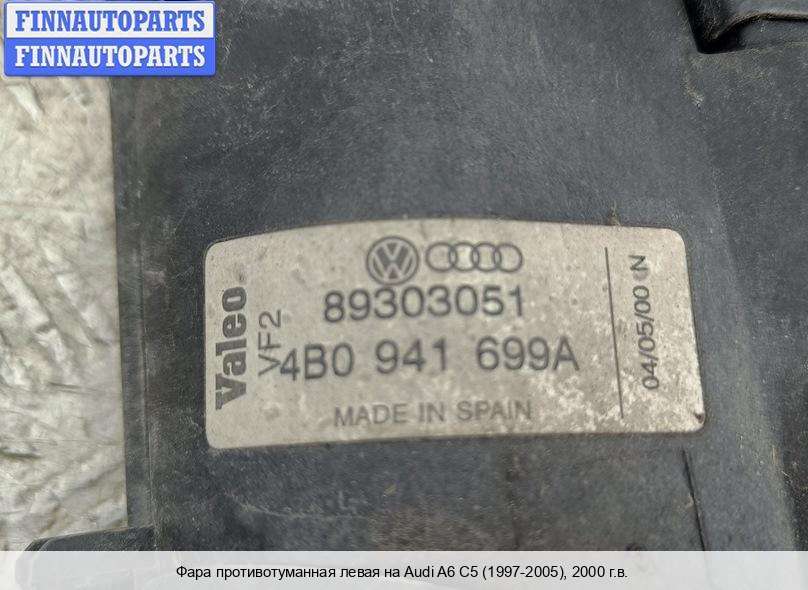 FINNAUTOPARTS
FINNAUTOPARTS
Valeo
VF2
89303051
4B0 941 699A
MADE IN SPAIN
04/05/00 N
Фара противотуманная левая на Audi A6 C5 (1997-2005), 2000 г.в.